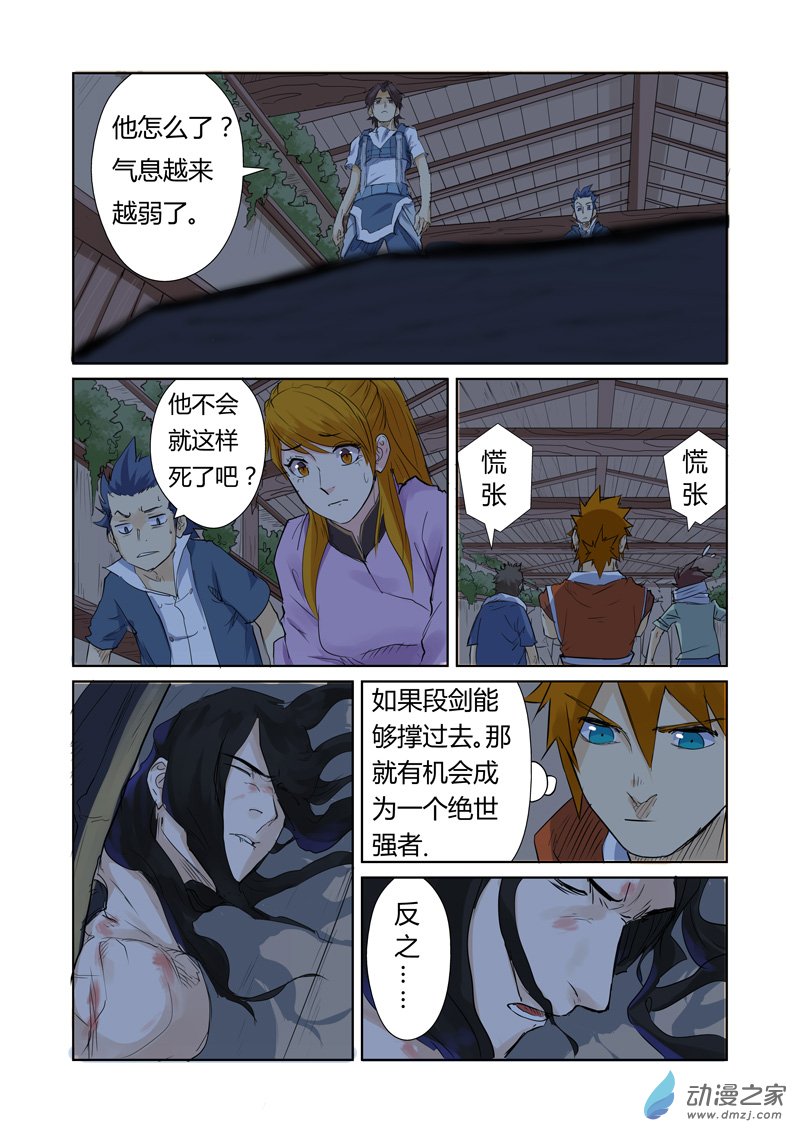 他怎么了？
气息越来
越弱了。
他不会
就这样
死了吧？
慌
张
慌
张
如果段剑能
够撑过去。那
就有机会成
为一个绝世
强者.
反
之
……
动漫之家
www.dmzj.com